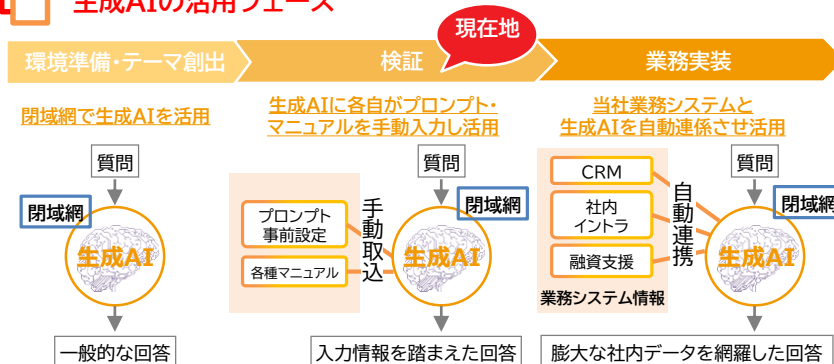 生成AIの活用フェーズ
現在地
環境準備・テーマ創出
検証
業務実装
閉域網で生成AIを活用
質問
閉域網
生成AI
一般的な回答
生成AIに各自がプロンプト・
マニュアルを手動入力し活用
質問
プロンプト
事前設定
各種マニュアル
手動取込
閉域網
生成AI
入力情報を踏まえた回答
当社業務システムと
生成AIを自動連係させ活用
質問
CRM
社内
イントラ
融資支援
業務システム情報
自動連携
閉域網
生成AI
膨大な社内データを網羅した回答